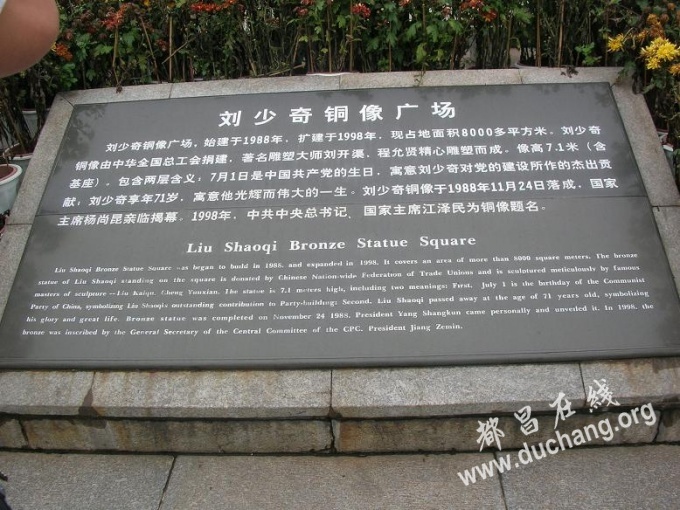 刘少奇铜像广场
刘少奇铜像广场，始建于1988年，扩建于1998年，现占地面积8000多平方米。刘少奇
铜像由中华全国总工会捐建，著名雕塑大师刘开渠、程允贤精心雕塑而成。像高7.1米（含
基座），包含两层含义：7月1日是中国共产党的生日，寓意刘少奇对党的建设所作的杰出贡
献；刘少奇享年71岁，寓意他光辉而伟大的一生。刘少奇铜像于1988年11月24日落成，国家
主席杨尚昆亲临揭幕。1998年，中共中央总书记、国家主席江泽民为铜像题名。
Liu Shaoqi Bronze Statue Square
Liu Shaoqi Bronze Statue Square was began to build in 1988, and expanded in 1998. It covers an area of more than 8000 square meters. The bronze
statue of Liu Shaoqi standing on the square is donated by Chinese Nation-wide Federation of Trade Unions and is sculptured meticulously by famous
masters of sculpture—Liu Kaiqu, Cheng Yunxian. The statue is 7.1 meters high, including two meanings: First, July 1 is the birthday of the Communist
Party of China, symbolizing Liu Shaoqi's outstanding contribution to Party-building; Second, Liu Shaoqi passed away at the age of 71 years old, symbolizing
his glory and great life. Bronze statue was completed on November 24 1988. President Yang Shangkun came personally and unveiled it. In 1998, the
bronze was inscribed by the General Secretary of the Central Committee of the CPC, President Jiang Zemin.
都昌在线
www.duchang.org